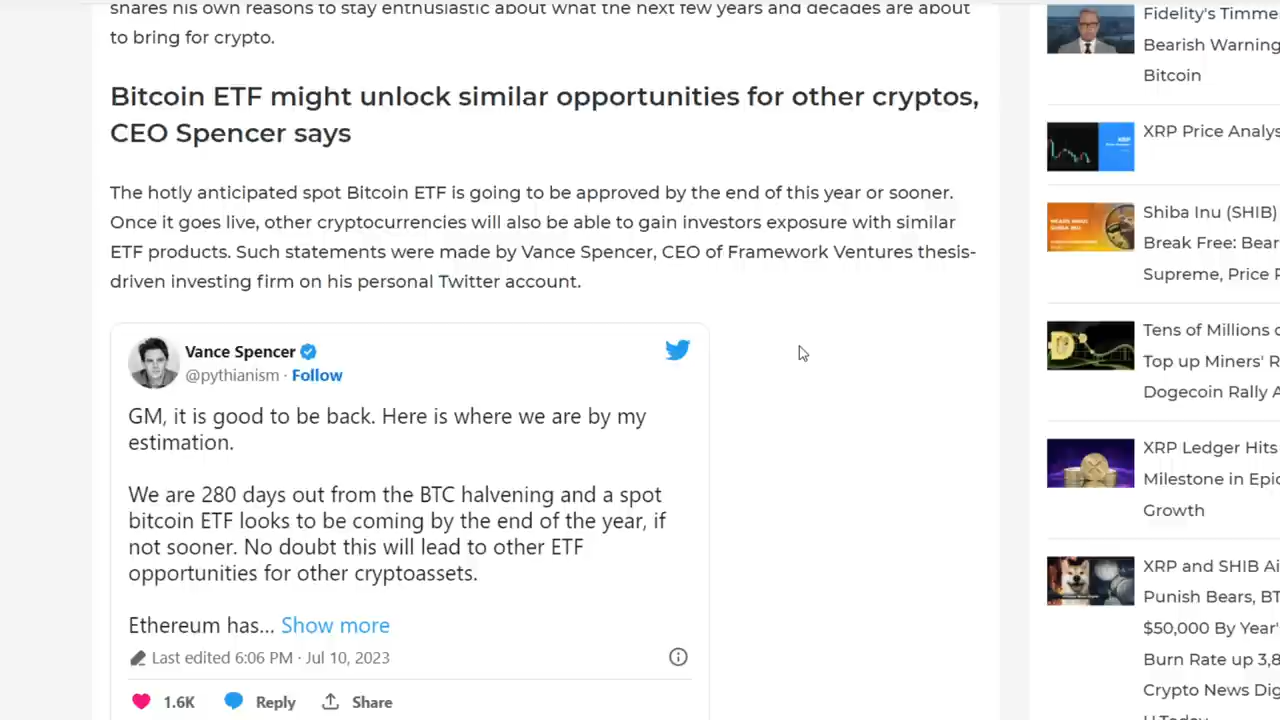 shares his own reasons to stay enthusiastic about what the next few years and decades are about
to bring for crypto.
Bitcoin ETF might unlock similar opportunities for other cryptos,
CEO Spencer says
The hotly anticipated spot Bitcoin ETF is going to be approved by the end of this year or sooner.
Once it goes live, other cryptocurrencies will also be able to gain investors exposure with similar
ETF products. Such statements were made by Vance Spencer, CEO of Framework Ventures thesis-
driven investing firm on his personal Twitter account.
Vance Spencer
@pythianism · Follow
GM, it is good to be back. Here is where we are by my
estimation.
We are 280 days out from the BTC halvening and a spot
bitcoin ETF looks to be coming by the end of the year, if
not sooner. No doubt this will lead to other ETF
opportunities for other cryptoassets.
Ethereum has... Show more
Last edited 6:06 PM · Jul 10, 2023
1.6K Reply Share
Fidelity's Timme
Bearish Warning
Bitcoin
XRP Price Analys
Shiba Inu (SHIB)
Break Free: Bear
Supreme, Price P
Tens of Millions o
Top up Miners' R
Dogecoin Rally A
XRP Ledger Hits
Milestone in Epic
Growth
XRP and SHIB Ai
Punish Bears, BT
$50,000 By Year'
Burn Rate up 3,8
Crypto News Dig
U.Today